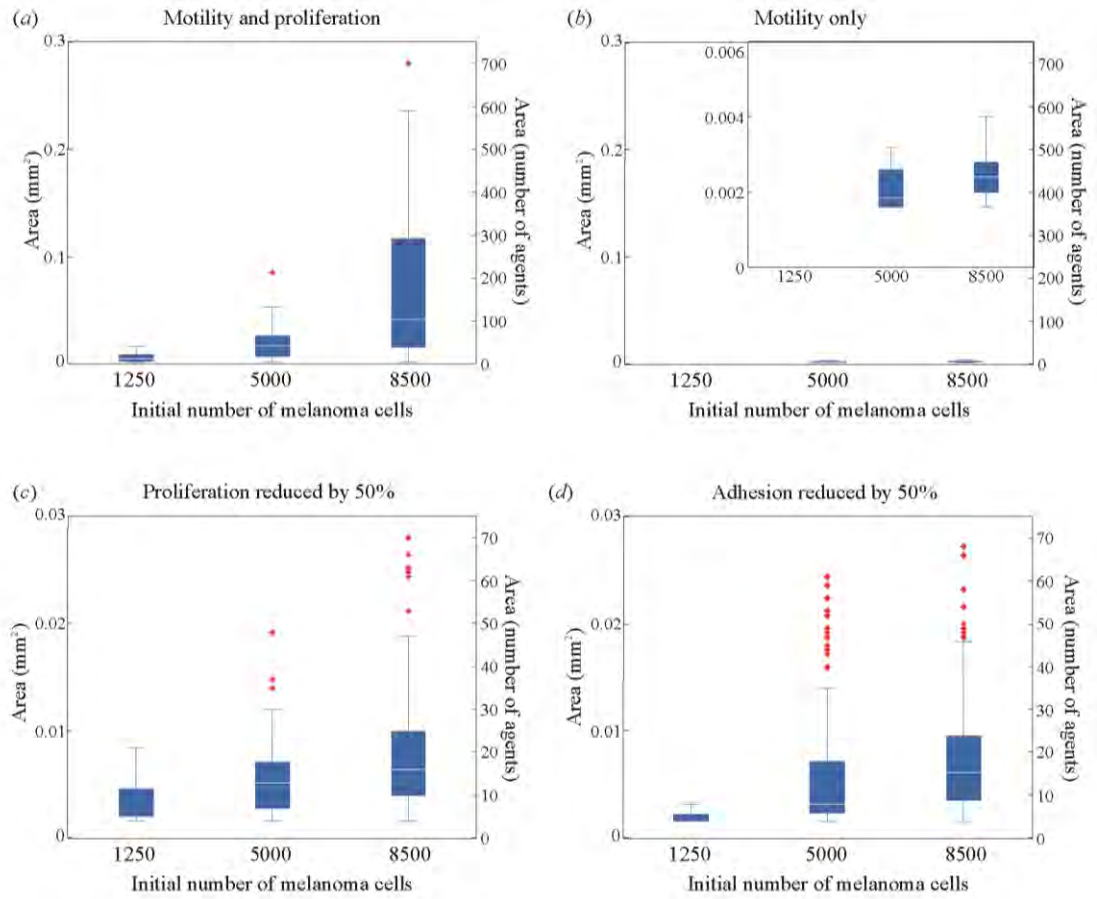 (a) Motility and proliferation
0.3
0.2
0.1
0
Area (mm²)
700
600
500
400
300
200
100
0
Area (number of agents)
1250 5000 8500
Initial number of melanoma cells
(b) Motility only
0.3
0.2
0.1
0
Area (mm²)
0.006
0.004
0.002
0
1250 5000 8500
700
600
500
400
300
200
100
0
Area (number of agents)
1250 5000 8500
Initial number of melanoma cells
(c) Proliferation reduced by 50%
0.03
0.02
0.01
0
Area (mm²)
70
60
50
40
30
20
10
0
Area (number of agents)
1250 5000 8500
Initial number of melanoma cells
(d) Adhesion reduced by 50%
0.03
0.02
0.01
0
Area (mm²)
70
60
50
40
30
20
10
0
Area (number of agents)
1250 5000 8500
Initial number of melanoma cells